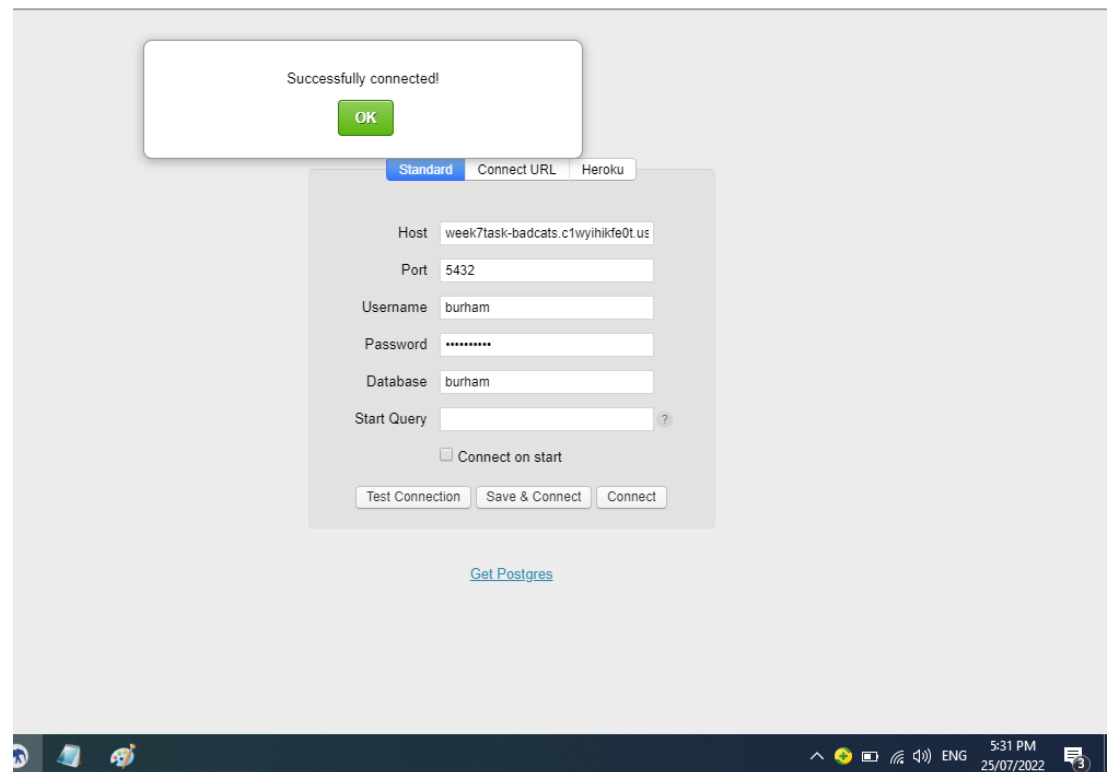 Successfully connected!
OK
Standard Connect URL Heroku
Host week7task-badcats.c1wyihikfe0t.us
Port 5432
Username burham
Password ••••••••••
Database burham
Start Query ?
Connect on start
Test Connection Save & Connect Connect
Get Postgres
ENG 5:31 PM
25/07/2022 3